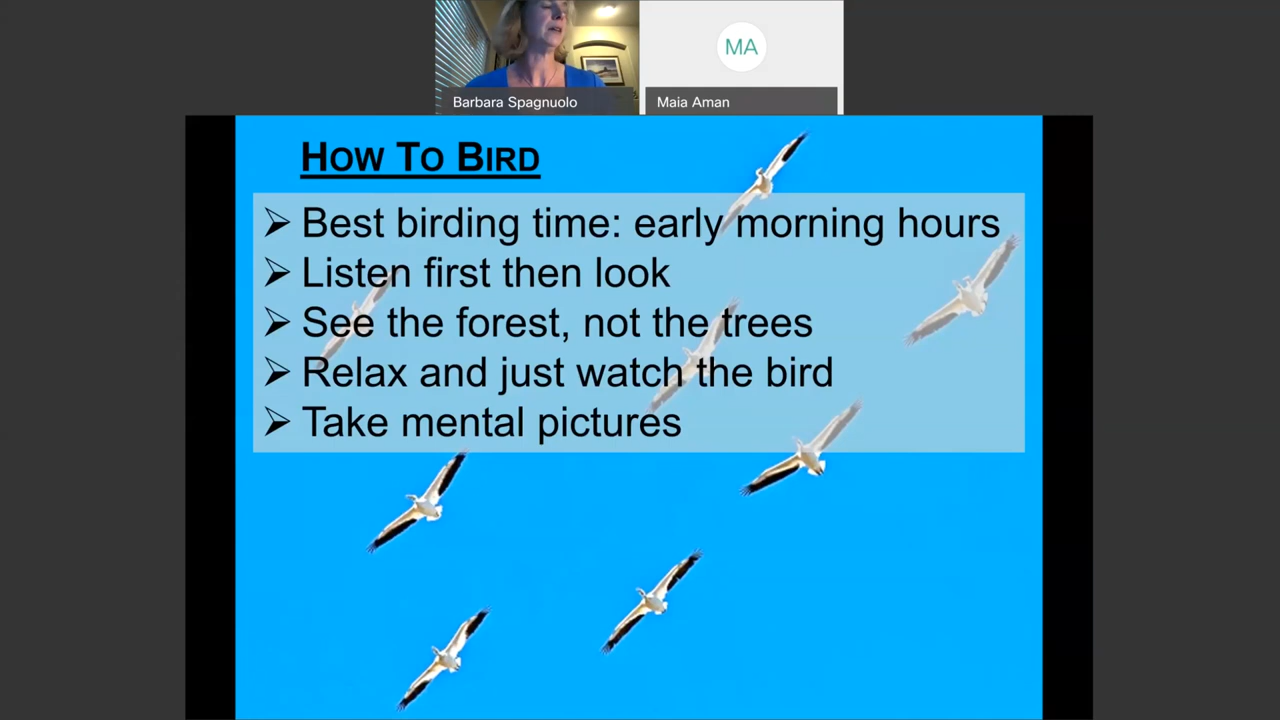 MA
Barbara Spagnuolo
Maia Aman
HOW TO BIRD
➢ Best birding time: early morning hours
➢ Listen first then look
➢ See the forest, not the trees
➢ Relax and just watch the bird
➢ Take mental pictures